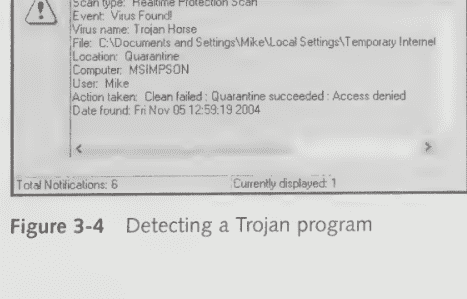 Scan type: Realtime Protection Scan
Event: Virus Found!
Virus name: Trojan Horse
File: C:\Documents and Settings\Mike\Local Settings\Temporary Internet
Location: Quarantine
Computer: MSIMPSON
User: Mike
Action taken: Clean failed : Quarantine succeeded : Access denied
Date found: Fri Nov 05 12:59:19 2004
Total Notifications: 6 Currently displayed: 1
Figure 3-4 Detecting a Trojan program